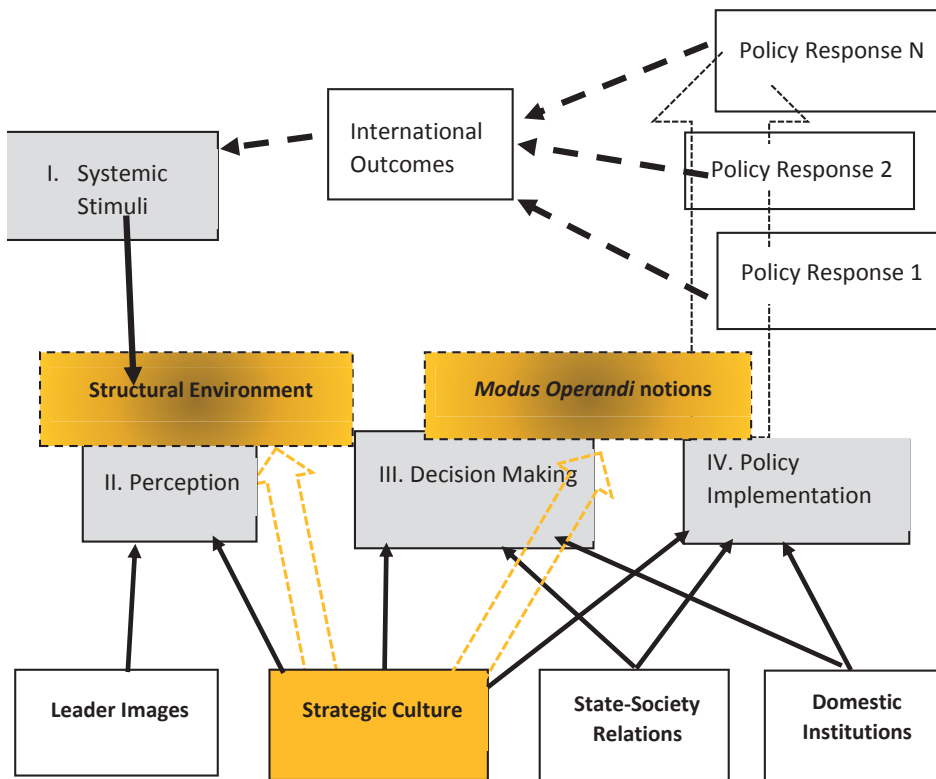 Policy Response N
International
Outcomes
I. Systemic
Stimuli
Policy Response 2
Policy Response 1
Structural Environment
Modus Operandi notions
II. Perception
III. Decision Making
IV. Policy
Implementation
Leader Images
Strategic Culture
State-Society
Relations
Domestic
Institutions